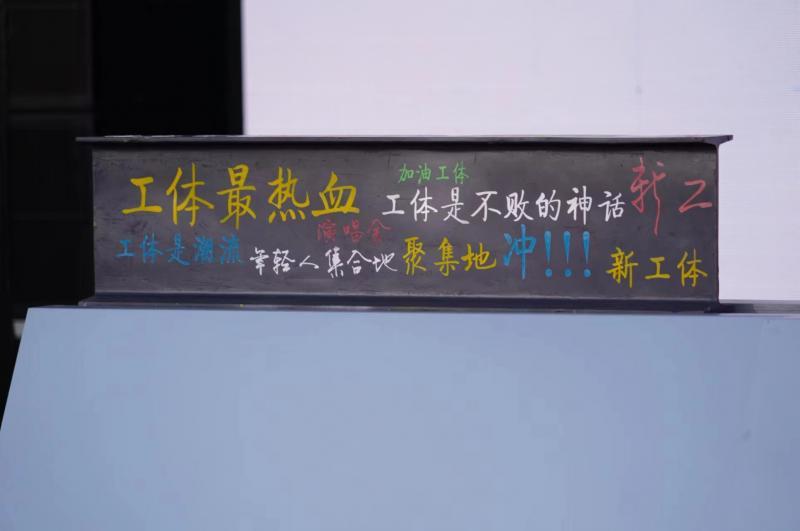 加油工体
工体最热血 工体是不败的神话 新工
演唱会
工体是潮流 年轻人集合地 聚集地 冲!!! 新工体